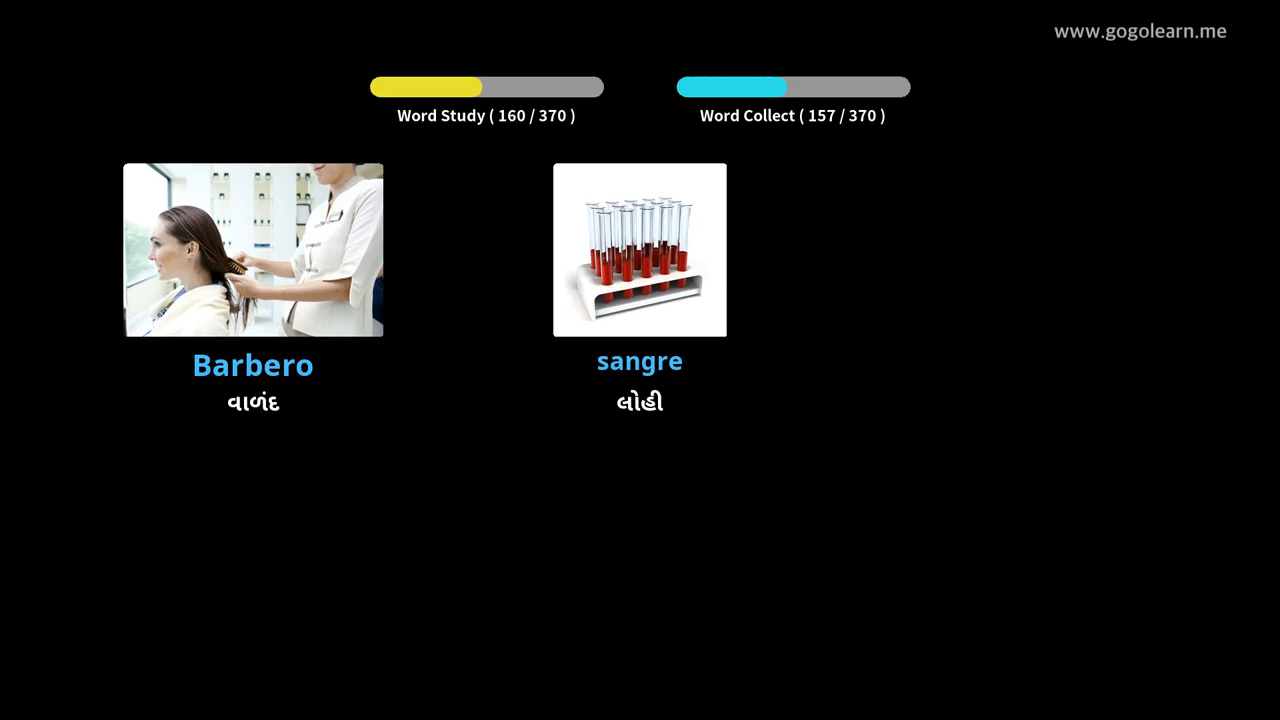 www.gogolearn.me
Word Study ( 160 / 370 )
Word Collect ( 157 / 370 )
Barbero
વાળંદ
sangre
લોહી